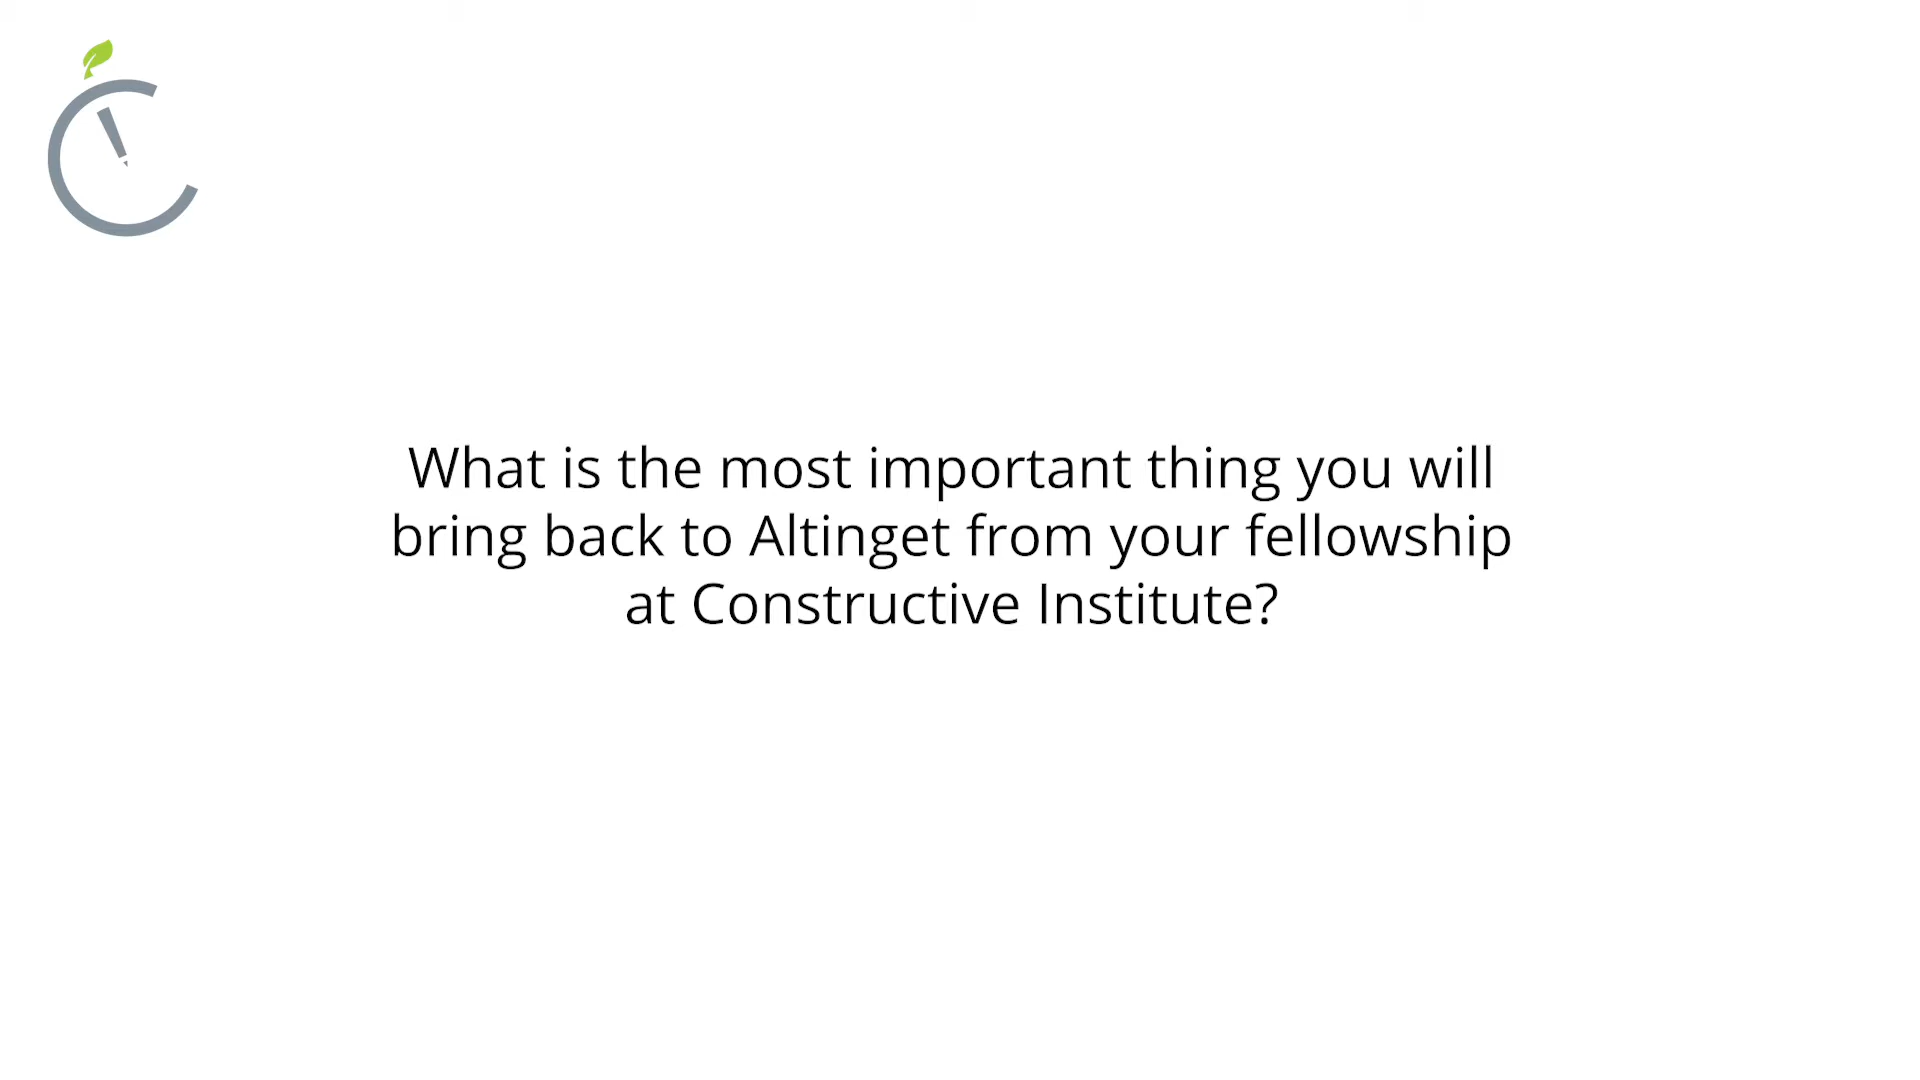 What is the most important thing you will
bring back to Altinget from your fellowship
at Constructive Institute?